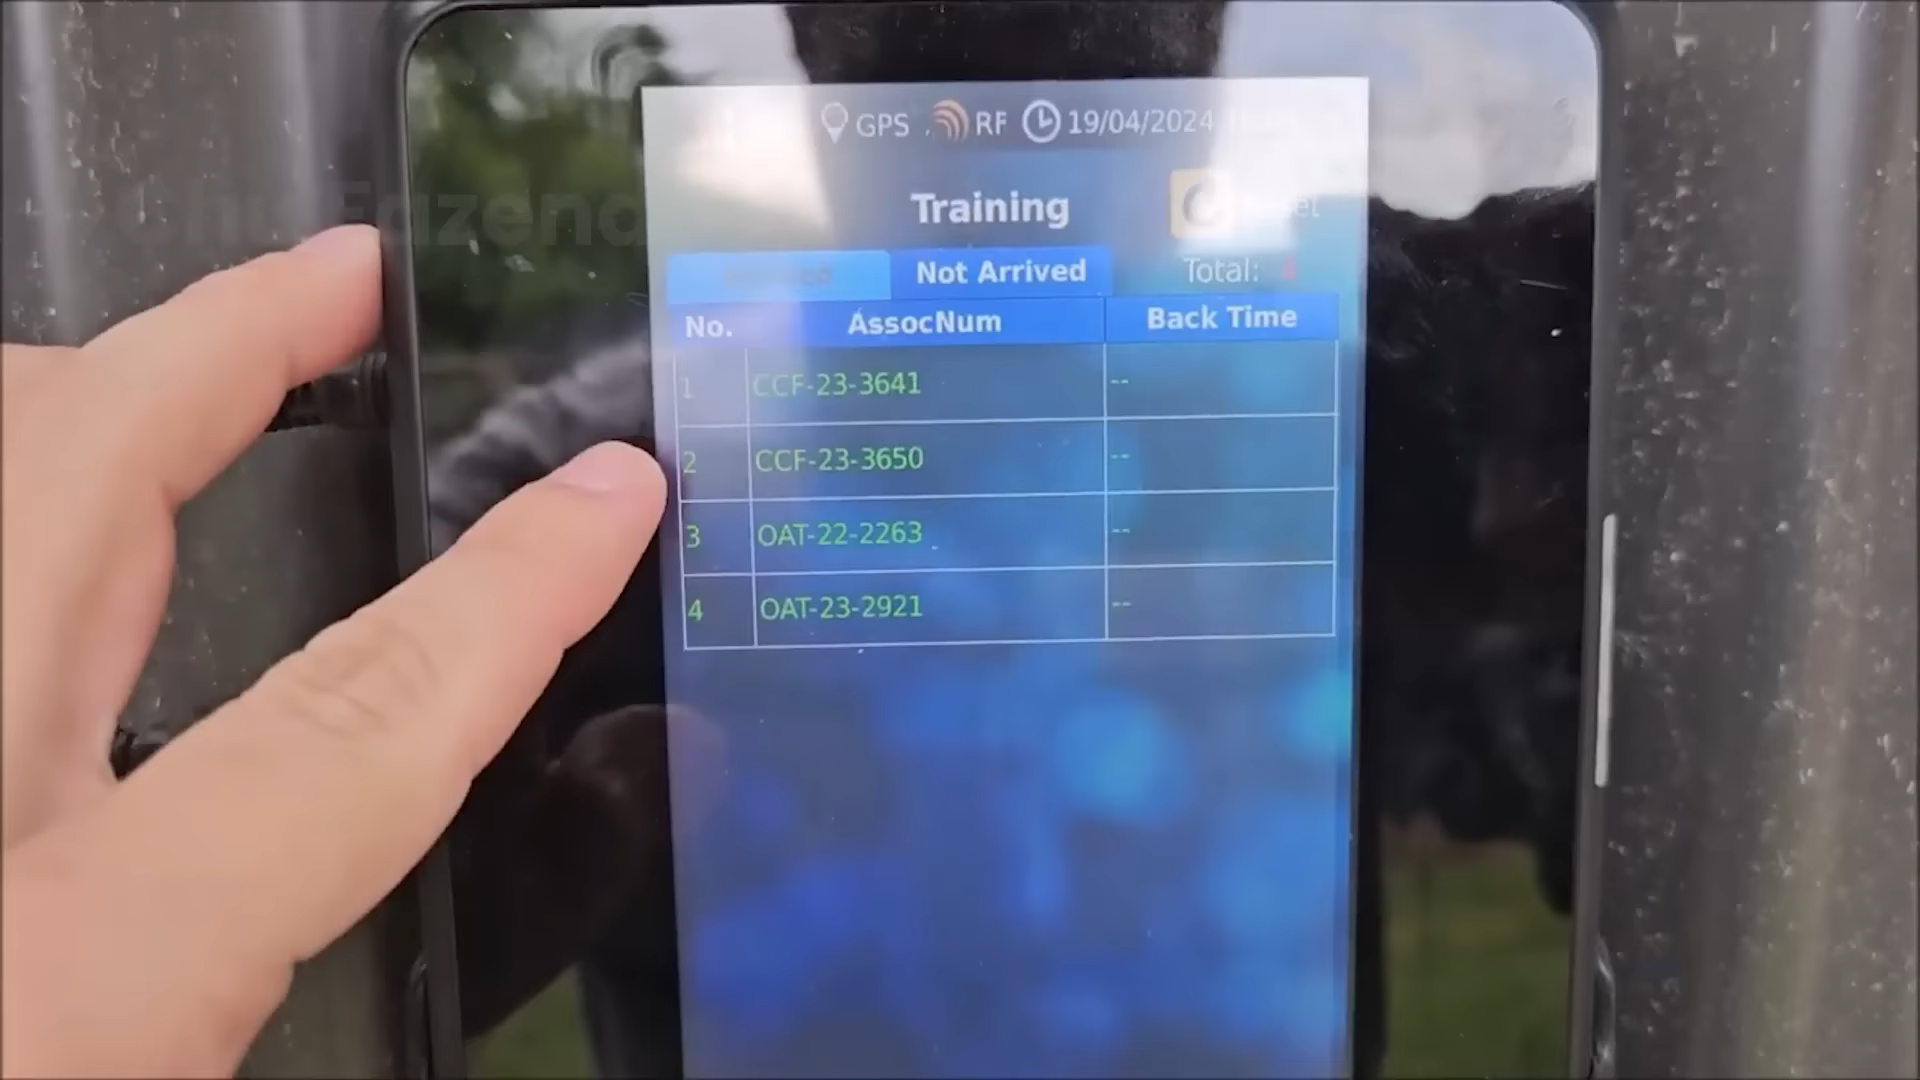 GPS RF 19/04/2024
Training
Not Arrived Total: 4
No. AssocNum Back Time
1 CCF-23-3641 --
2 CCF-23-3650 --
3 OAT-22-2263 --
4 OAT-23-2921 --